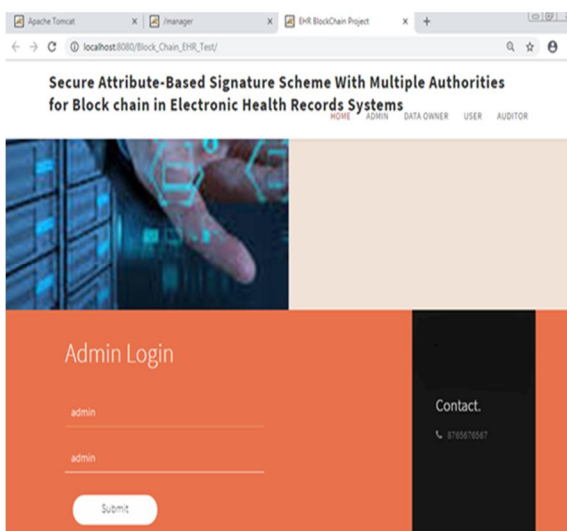 Apache Tomcat
/manager
EHR BlockChain Project
localhost:8080/Block_Chain_EHR_Test/
Secure Attribute-Based Signature Scheme With Multiple Authorities
for Block chain in Electronic Health Records Systems
HOME ADMIN DATA OWNER USER AUDITOR
Admin Login
admin
admin
Submit
Contact.
8765676567